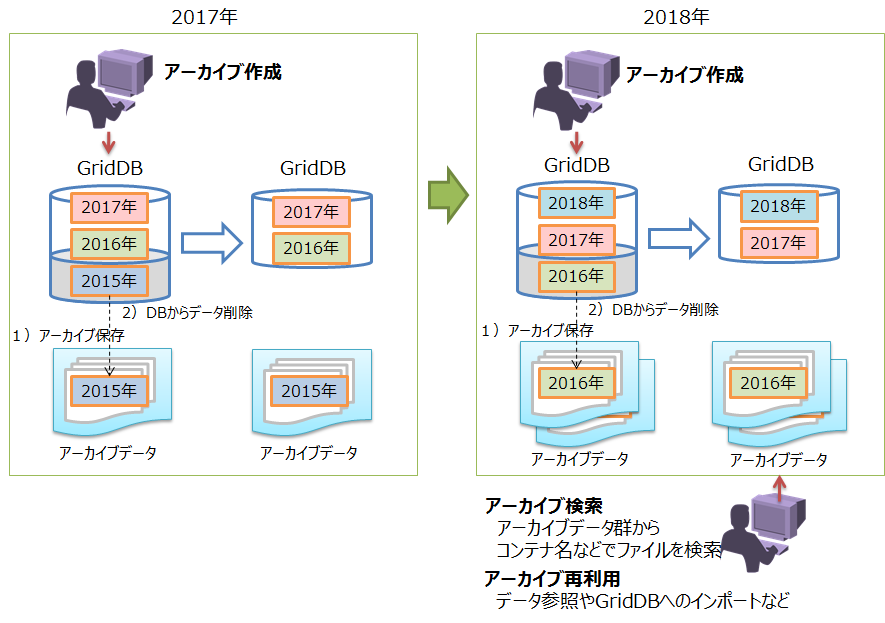 2017年
アーカイブ作成
GridDB
2017年
2016年
2015年
GridDB
2017年
2016年
2）DBからデータ削除
1）アーカイブ保存
2015年
アーカイブデータ
2015年
アーカイブデータ
2018年
アーカイブ作成
GridDB
2018年
2017年
2016年
GridDB
2018年
2017年
2）DBからデータ削除
1）アーカイブ保存
2016年
アーカイブデータ
2016年
アーカイブデータ
アーカイブ検索
アーカイブデータ群から
コンテナ名などでファイルを検索
アーカイブ再利用
データ参照やGridDBへのインポートなど